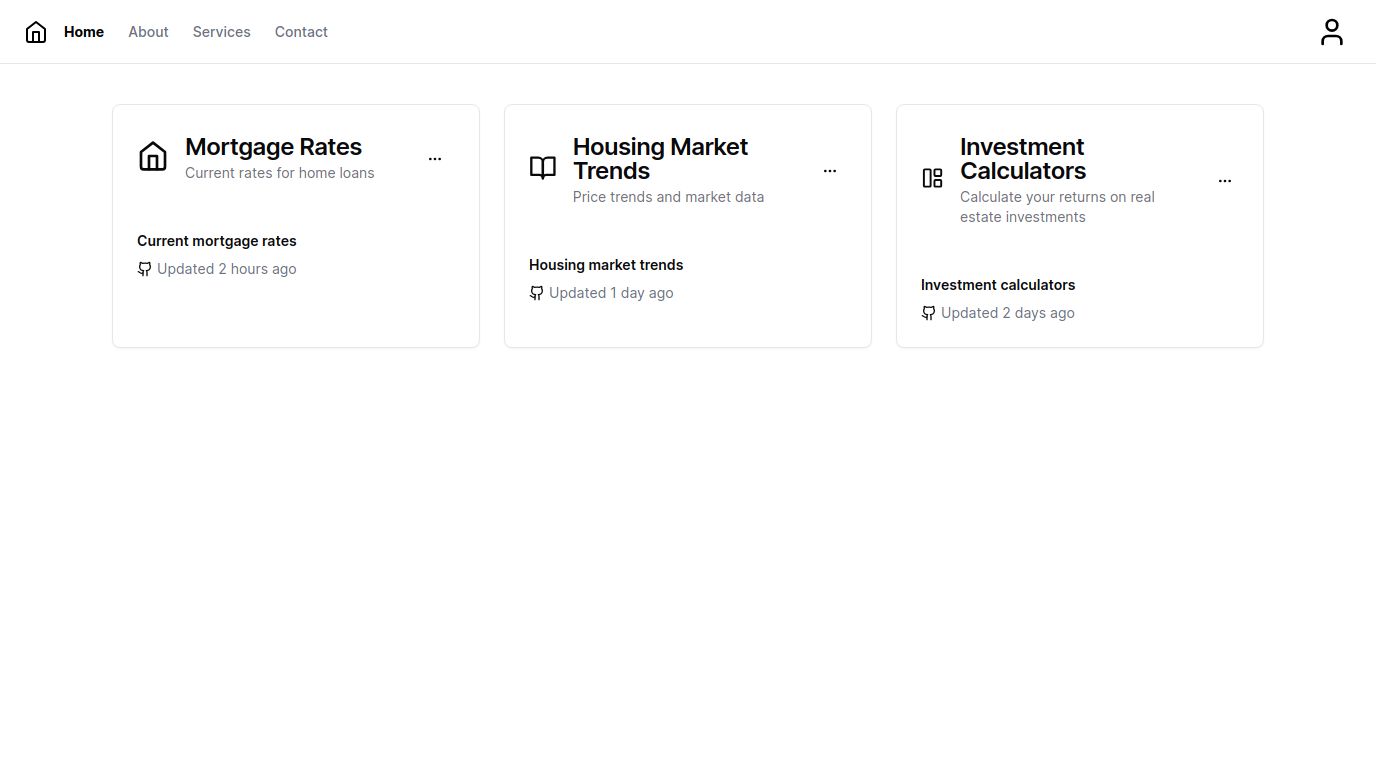 Home
About
Services
Contact
Mortgage Rates
Current rates for home loans
Current mortgage rates
Updated 2 hours ago
Housing Market
Trends
Price trends and market data
Housing market trends
Updated 1 day ago
Investment
Calculators
Calculate your returns on real
estate investments
Investment calculators
Updated 2 days ago